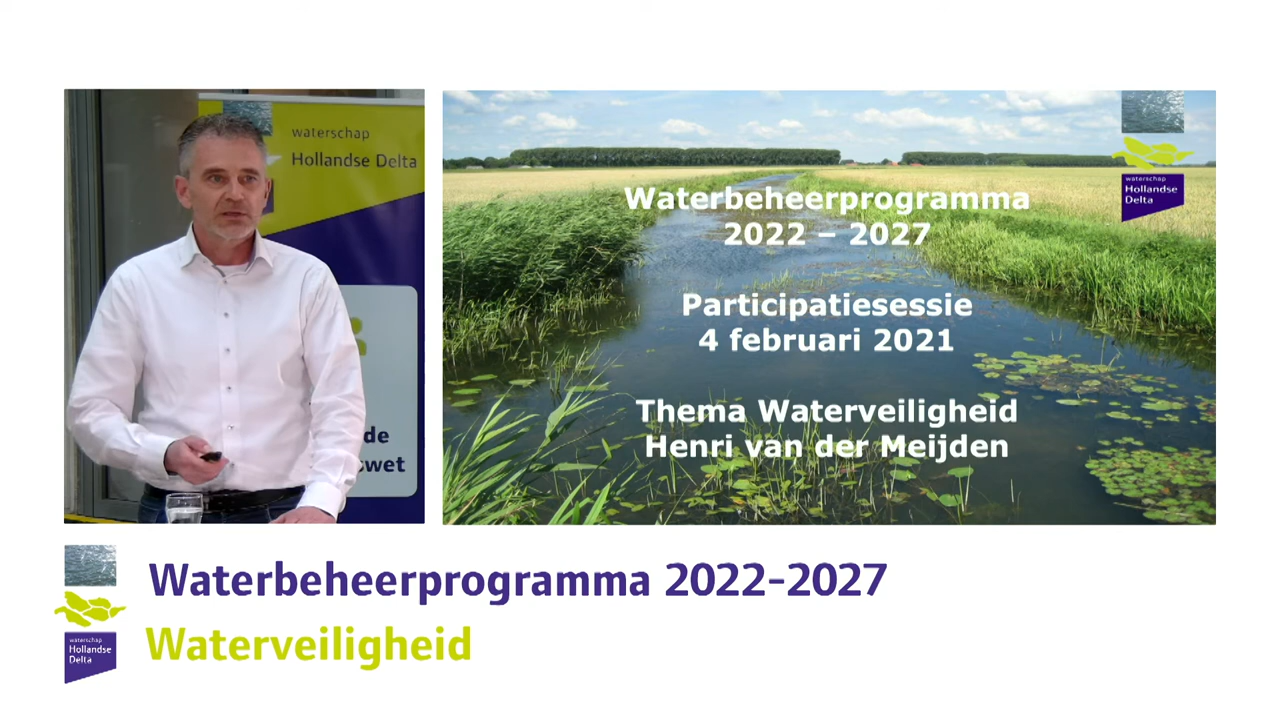 waterschap
Hollandse Delta
de
swet
Waterbeheerprogramma
2022 – 2027
Participatiesessie
4 februari 2021
Thema Waterveiligheid
Henri van der Meijden
waterschap
Hollandse
Delta
Waterbeheerprogramma 2022-2027
Waterveiligheid
waterschap
Hollandse
Delta